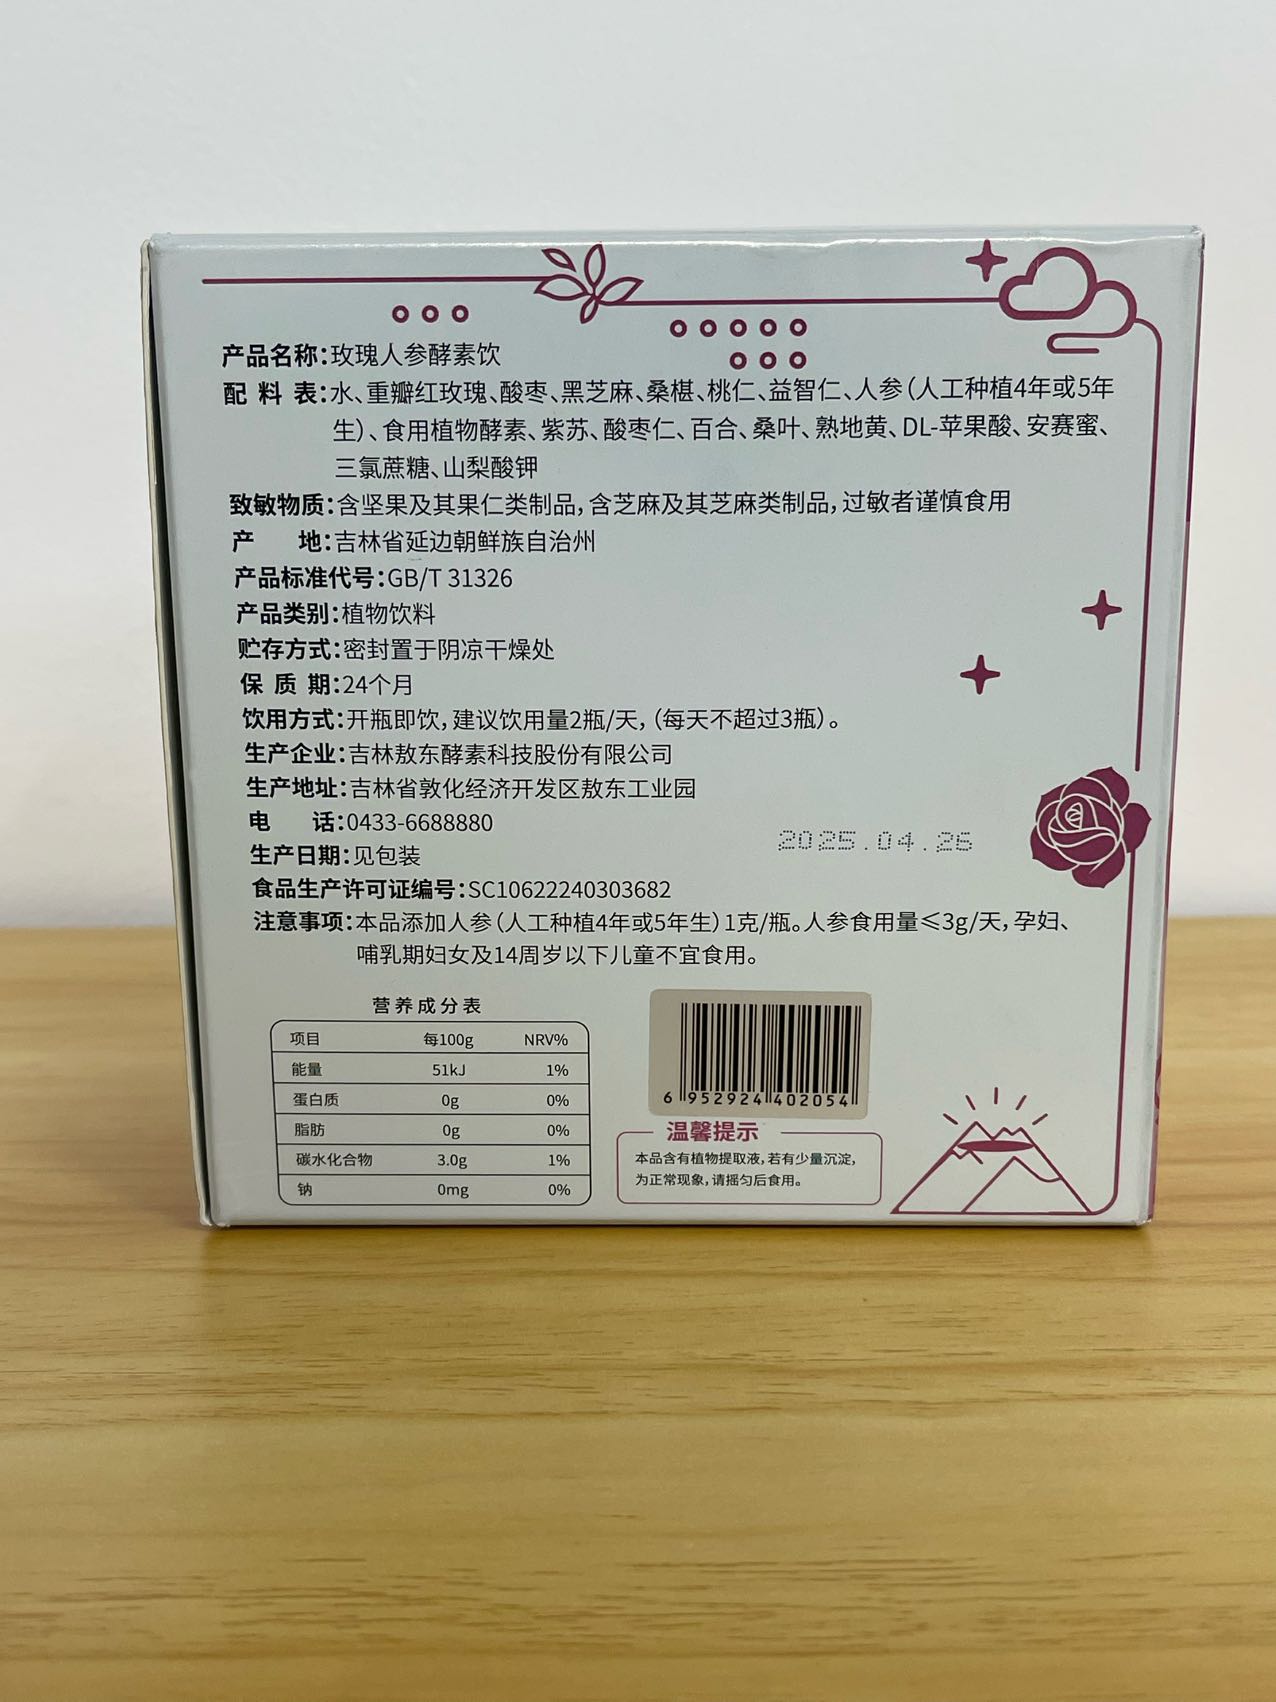 产品名称：玫瑰人参酵素饮
配 料 表：水、重瓣红玫瑰、酸枣、黑芝麻、桑椹、桃仁、益智仁、人参（人工种植4年或5年
生）、食用植物酵素、紫苏、酸枣仁、百合、桑叶、熟地黄、DL-苹果酸、安赛蜜、
三氯蔗糖、山梨酸钾
致敏物质：含坚果及其果仁类制品，含芝麻及其芝麻类制品，过敏者谨慎食用
产 地：吉林省延边朝鲜族自治州
产品标准代号：GB/T 31326
产品类别：植物饮料
贮存方式：密封置于阴凉干燥处
保 质 期：24个月
饮用方式：开瓶即饮，建议饮用量2瓶/天，（每天不超过3瓶）。
生产企业：吉林敖东酵素科技股份有限公司
生产地址：吉林省敦化经济开发区敖东工业园
电 话：0433-6688880
生产日期：见包装
2025.04.26
食品生产许可证编号：SC10622240303682
注意事项：本品添加人参（人工种植4年或5年生）1克/瓶。人参食用量≤3g/天，孕妇、
哺乳期妇女及14周岁以下儿童不宜食用。
营养成分表
项目 每100g NRV%
能量 51kJ 1%
蛋白质 0g 0%
脂肪 0g 0%
碳水化合物 3.0g 1%
钠 0mg 0%
6 952924 402054
温馨提示
本品含有植物提取液，若有少量沉淀，
为正常现象，请摇匀后食用。